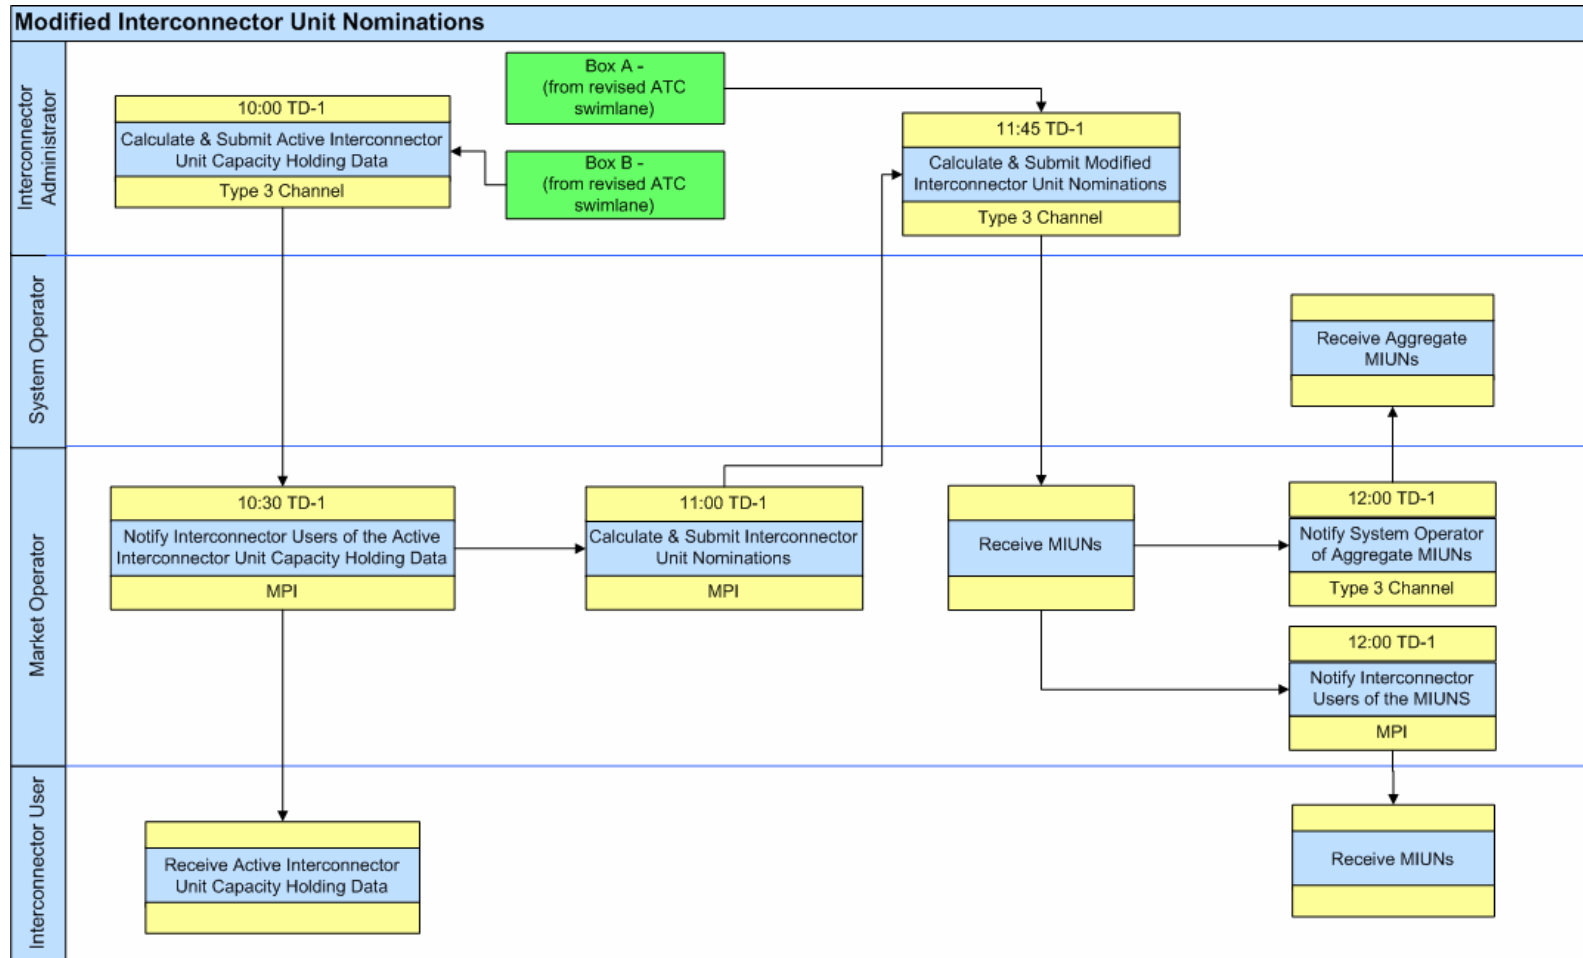 Modified Interconnector Unit Nominations
Interconnector
Administrator
10:00 TD-1
Calculate & Submit Active Interconnector
Unit Capacity Holding Data
Type 3 Channel
Box A -
(from revised ATC
swimlane)
Box B -
(from revised ATC
swimlane)
11:45 TD-1
Calculate & Submit Modified
Interconnector Unit Nominations
Type 3 Channel
System Operator
Receive Aggregate
MIUNs
Market Operator
10:30 TD-1
Notify Interconnector Users of the Active
Interconnector Unit Capacity Holding Data
MPI
11:00 TD-1
Calculate & Submit Interconnector
Unit Nominations
MPI
Receive MIUNs
12:00 TD-1
Notify System Operator
of Aggregate MIUNs
Type 3 Channel
12:00 TD-1
Notify Interconnector
Users of the MIUNS
MPI
Interconnector User
Receive Active Interconnector
Unit Capacity Holding Data
Receive MIUNs